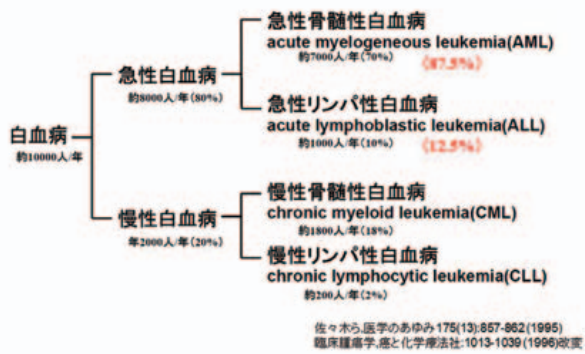 急性骨髄性白血病
acute myelogeneous leukemia(AML)
約7000人/年(70%)
(87.5%)
急性白血病
約8000人/年(80%)
急性リンパ性白血病
acute lymphoblastic leukemia(ALL)
約1000人/年(10%)
(12.5%)
白血病
約10000人/年
慢性骨髄性白血病
chronic myeloid leukemia(CML)
約1800人/年(18%)
慢性白血病
年2000人/年(20%)
慢性リンパ性白血病
chronic lymphocytic leukemia(CLL)
約200人/年(2%)
佐々木ら,医学のあゆみ175(13):857-862(1995)
臨床腫瘍学,癌と化学療法社:1013-1039(1996)改変